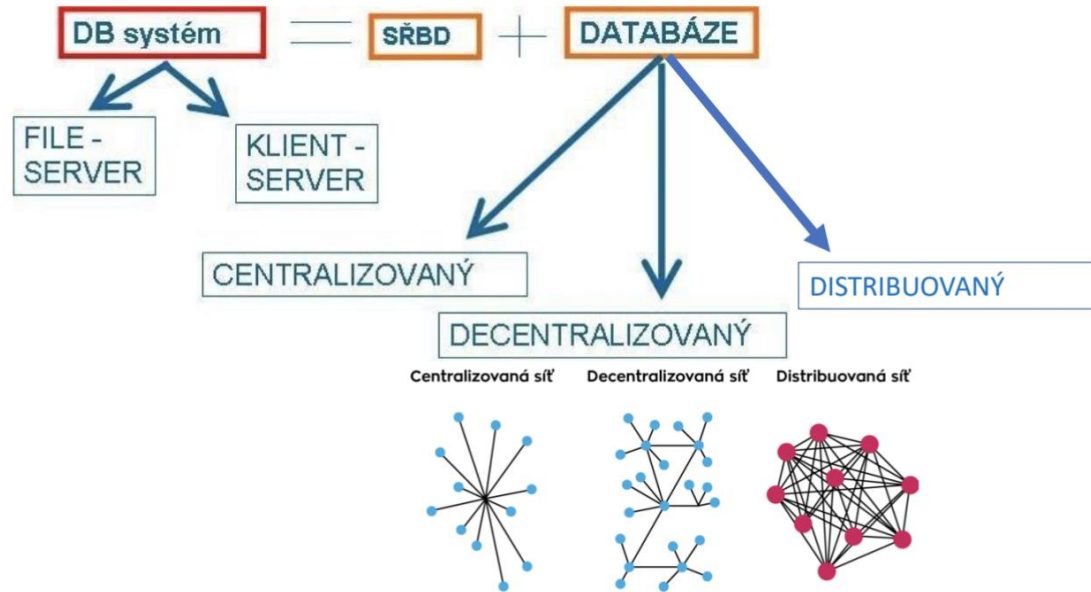 DB systém = SŘBD + DATABÁZE
FILE -
SERVER
KLIENT -
SERVER
CENTRALIZOVANÝ
DISTRIBUOVANÝ
DECENTRALIZOVANÝ
Centralizovaná síť Decentralizovaná síť Distribuovaná síť